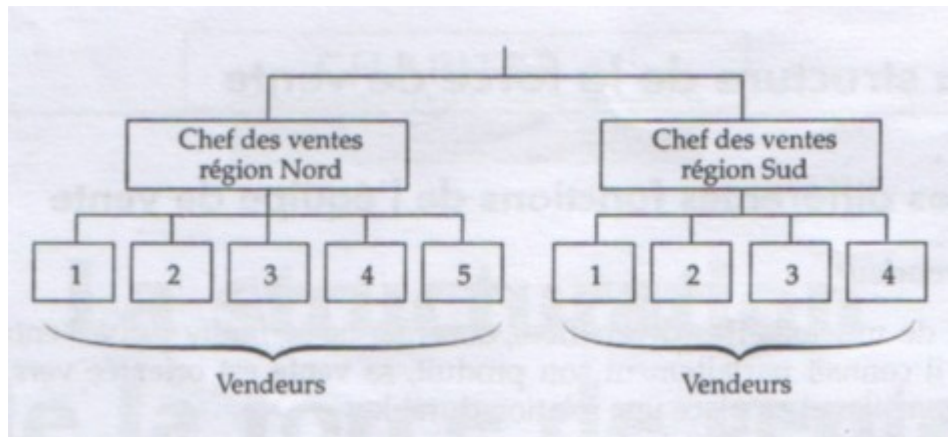 Chef des ventes
région Nord
Chef des ventes
région Sud
1 2 3 4 5
1 2 3 4
Vendeurs
Vendeurs